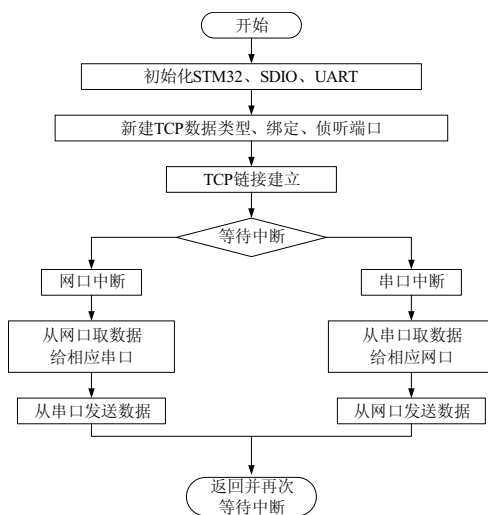 开始
初始化STM32、SDIO、UART
新建TCP数据类型、绑定、侦听端口
TCP链接建立
等待中断
网口中断
串口中断
从网口取数据
给相应串口
从串口取数据
给相应网口
从串口发送数据
从网口发送数据
返回并再次
等待中断